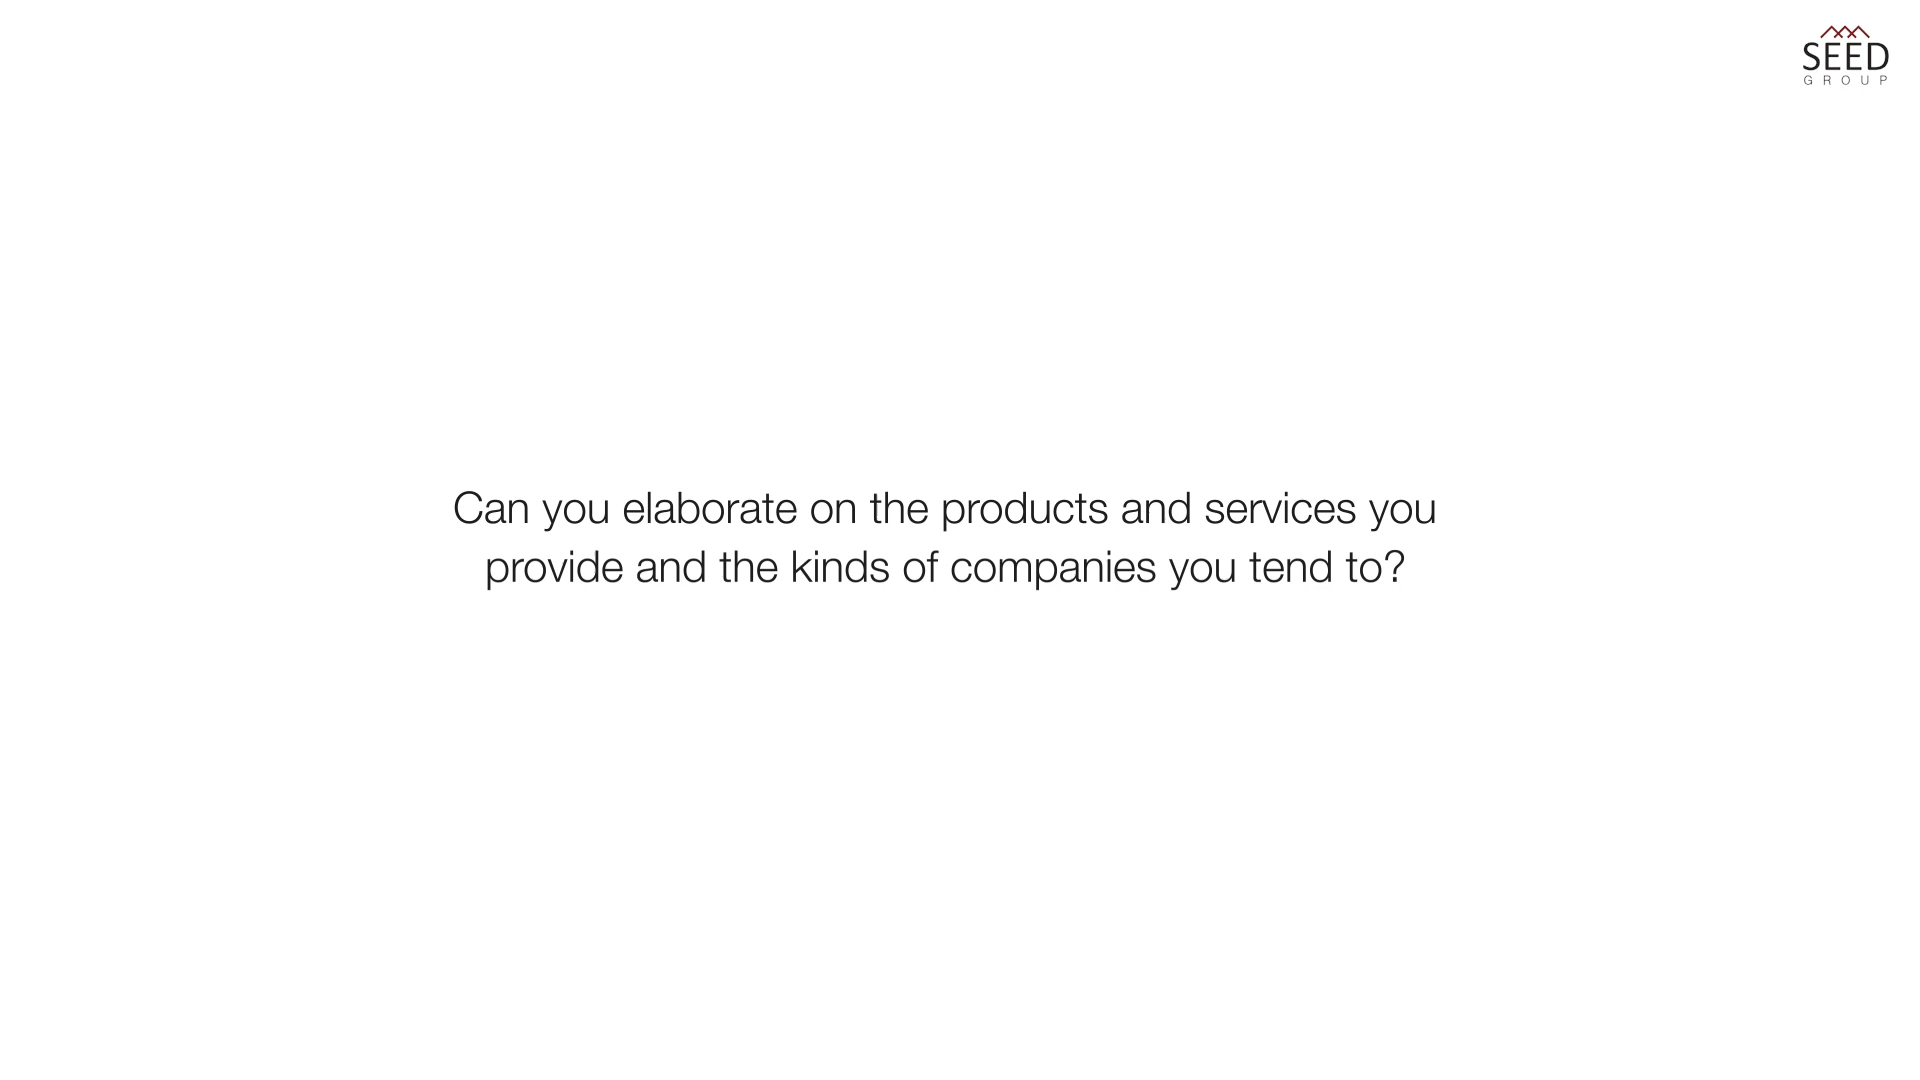 SEED
GROUP
Can you elaborate on the products and services you
provide and the kinds of companies you tend to?